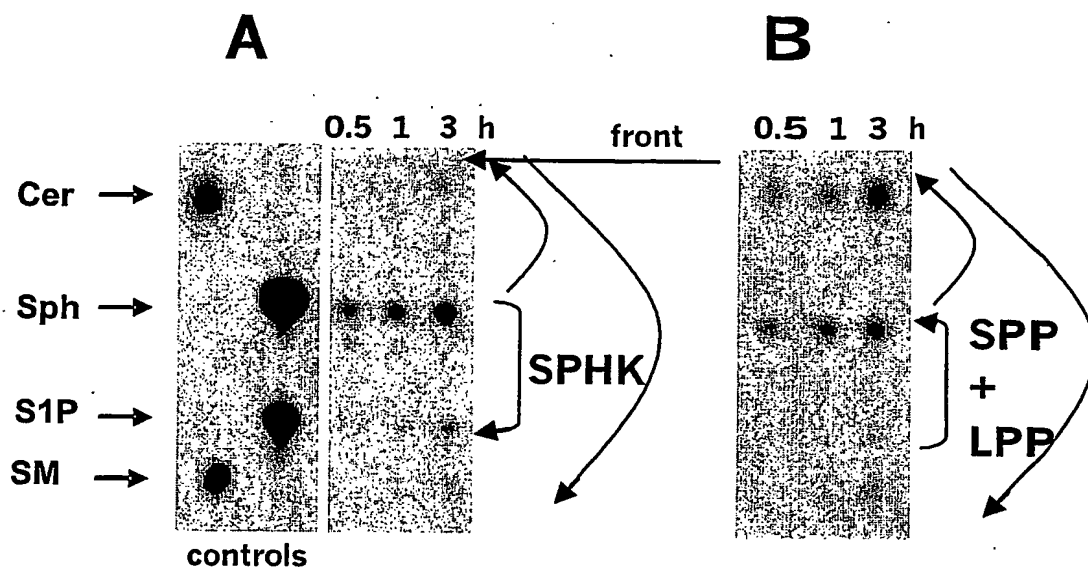 A
B
0.5 1 3 h
front
0.5 1 3 h
Cer
Sph
S1P
SM
SPHK
SPP
+
LPP
controls